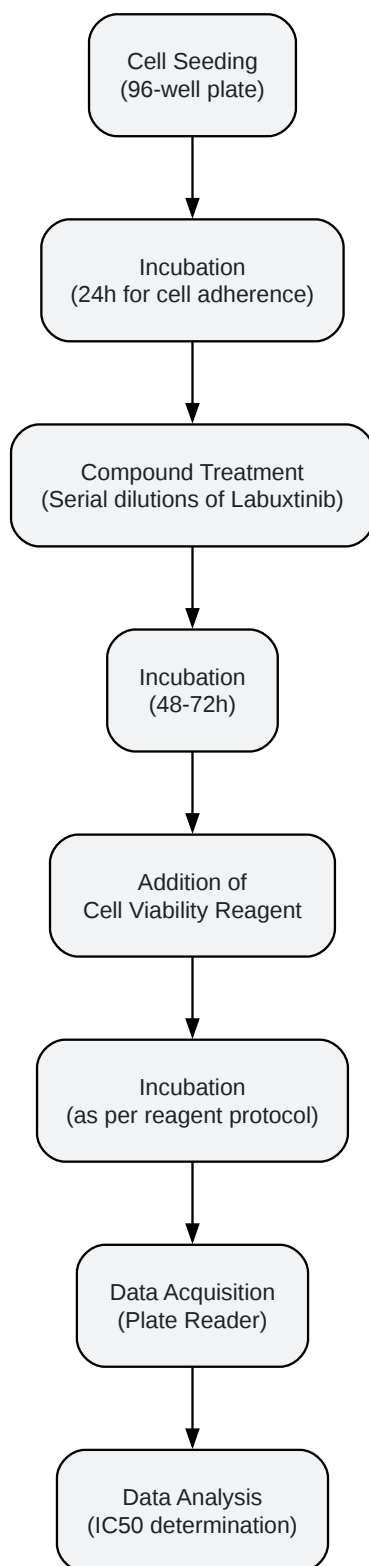 Cell Seeding
(96-well plate)
Incubation
(24h for cell adherence)
Compound Treatment
(Serial dilutions of Labuxtinib)
Incubation
(48-72h)
Addition of
Cell Viability Reagent
Incubation
(as per reagent protocol)
Data Acquisition
(Plate Reader)
Data Analysis
(IC50 determination)